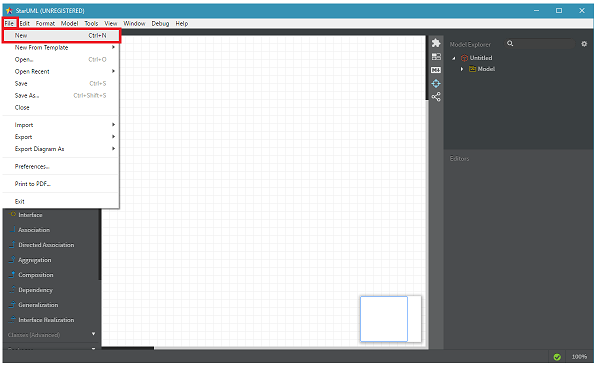 StarUML (UNREGISTERED)
File Edit Format Model Tools View Window Debug Help
New Ctrl+N
New From Template
Open... Ctrl+O
Open Recent
Save Ctrl+S
Save As... Ctrl+Shift+S
Close
Import
Export
Export Diagram As
Preferences...
Print to PDF...
Exit
Interface
Association
Directed Association
Aggregation
Composition
Dependency
Generalization
Interface Realization
Classes (Advanced)
Model Explorer
Untitled
Model
Editors
100%